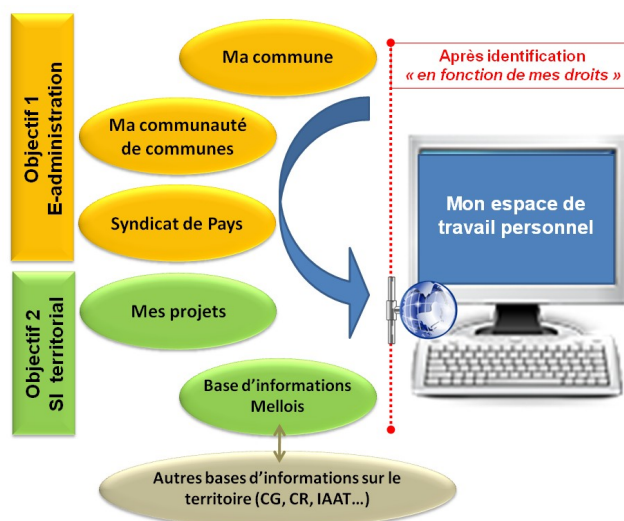 Objectif 1
E-administration
Ma commune
Après identification
« en fonction de mes droits »
Ma communauté
de communes
Syndicat de Pays
Mon espace de
travail personnel
Objectif 2
SI territorial
Mes projets
Base d'informations
Mellois
Autres bases d'informations sur le
territoire (CG, CR, IAAT...)